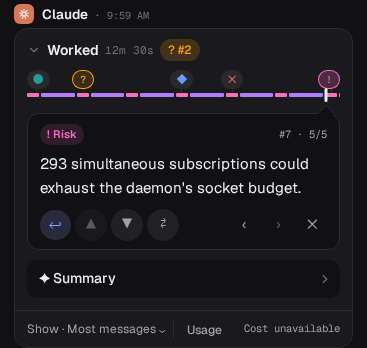 Claude · 9:59 AM
Worked 12m 30s ? #2
?
!
! Risk #7 · 5/5
293 simultaneous subscriptions could
exhaust the daemon's socket budget.
Summary
Show · Most messages Usage Cost unavailable